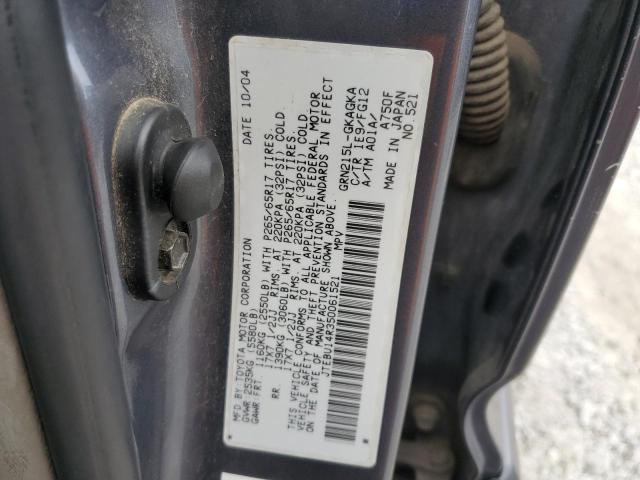 MFD BY TOYOTA MOTOR CORPORATION DATE 10/04
GVWR 2535KG (5580LB)
GAWR FRT. 1160KG (2550LB) WITH P265/65R17 TIRES.
17X7 1/2JJ RIMS. AT 220KPA (32PSI) COLD
RR. 1390KG (3060LB) WITH P265/65R17 TIRES.
17X7 1/2JJ RIMS. AT 220KPA (32PSI) COLD
THIS VEHICLE CONFORMS TO ALL APPLICABLE FEDERAL MOTOR
VEHICLE SAFETY AND THEFT PREVENTION STANDARDS IN EFFECT
ON THE DATE OF MANUFACTURE SHOWN ABOVE.
JTEBU14R350061521 MPV
GRN215L-GKAGKA
C/TR 1E9/FG12
A/TM A01A/ A750F
MADE IN JAPAN
NO.521